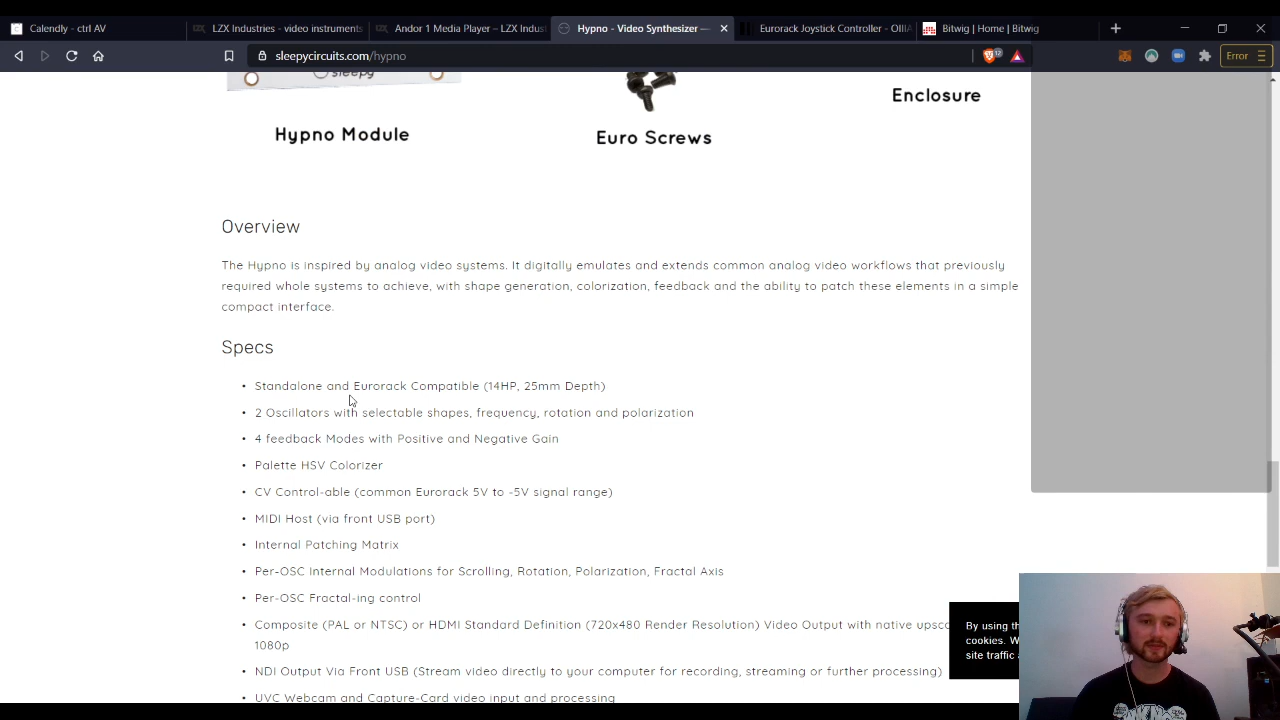 Calendly - ctrl AV
LZX Industries - video instruments
Andor 1 Media Player – LZX Indust
Hypno - Video Synthesizer —
Eurorack Joystick Controller - OIIA
Bitwig | Home | Bitwig
sleepycircuits.com/hypno
12
Error
sleepy
Hypno Module
Euro Screws
Enclosure
Overview
The Hypno is inspired by analog video systems. It digitally emulates and extends common analog video workflows that previously
required whole systems to achieve, with shape generation, colorization, feedback and the ability to patch these elements in a simple
compact interface.
Specs
• Standalone and Eurorack Compatible (14HP, 25mm Depth)
• 2 Oscillators with selectable shapes, frequency, rotation and polarization
• 4 feedback Modes with Positive and Negative Gain
• Palette HSV Colorizer
• CV Control-able (common Eurorack 5V to -5V signal range)
• MIDI Host (via front USB port)
• Internal Patching Matrix
• Per-OSC Internal Modulations for Scrolling, Rotation, Polarization, Fractal Axis
• Per-OSC Fractal-ing control
• Composite (PAL or NTSC) or HMDI Standard Definition (720x480 Render Resolution) Video Output with native upsca
1080p
• NDI Output Via Front USB (Stream video directly to your computer for recording, streaming or further processing)
• UVC Webcam and Capture-Card video input and processing
By using th
cookies. W
site traffic a